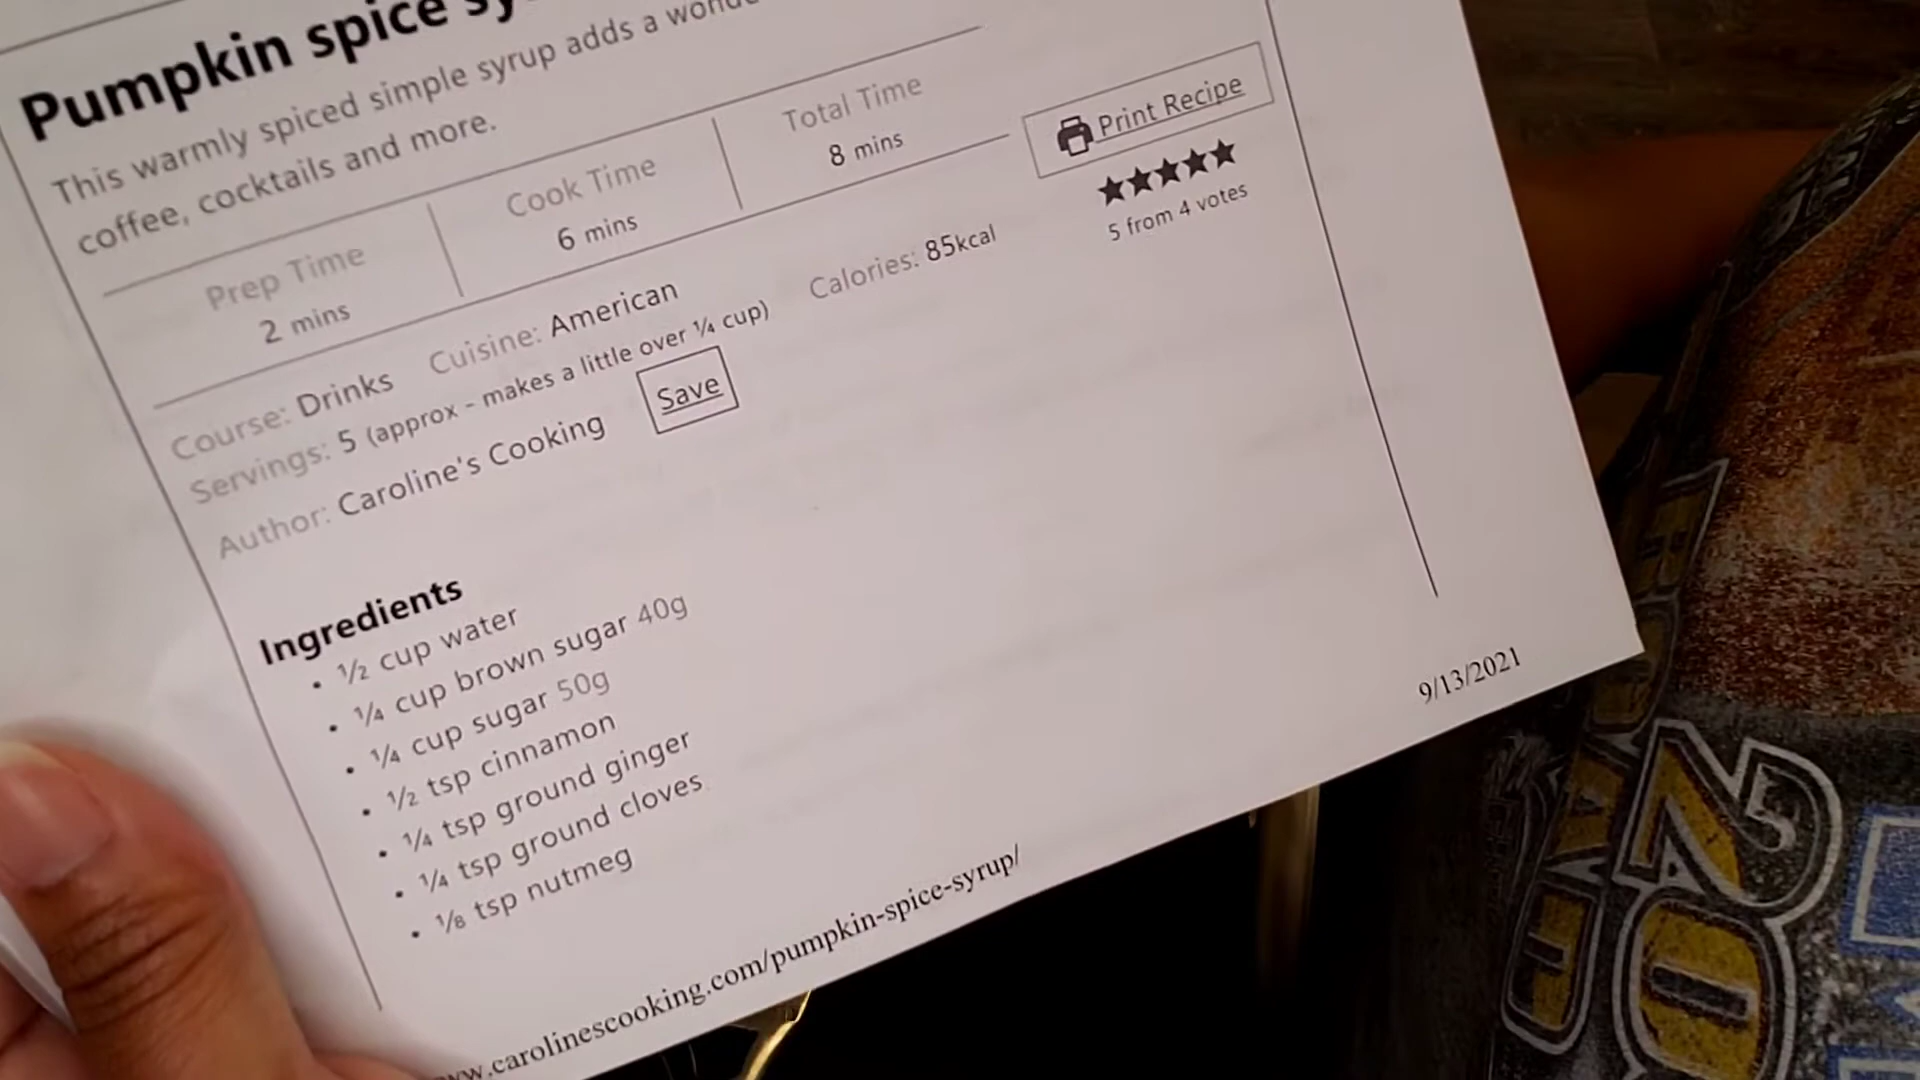 Pumpkin spice
This warmly spiced simple syrup adds a
coffee, cocktails and more.
Prep Time
2 mins
Cook Time
6 mins
Total Time
8 mins
Print Recipe
5 from 4 votes
Course: Drinks Cuisine: American
Servings: 5 (approx - makes a little over ¼ cup) Calories: 85kcal
Author: Caroline's Cooking
Save
Ingredients
• ½ cup water
• ¼ cup brown sugar 40g
• ¼ cup sugar 50g
• ½ tsp cinnamon
• ¼ tsp ground ginger
• ¼ tsp ground cloves
• ⅛ tsp nutmeg
w.carolinescooking.com/pumpkin-spice-syrup/
9/13/2021
20